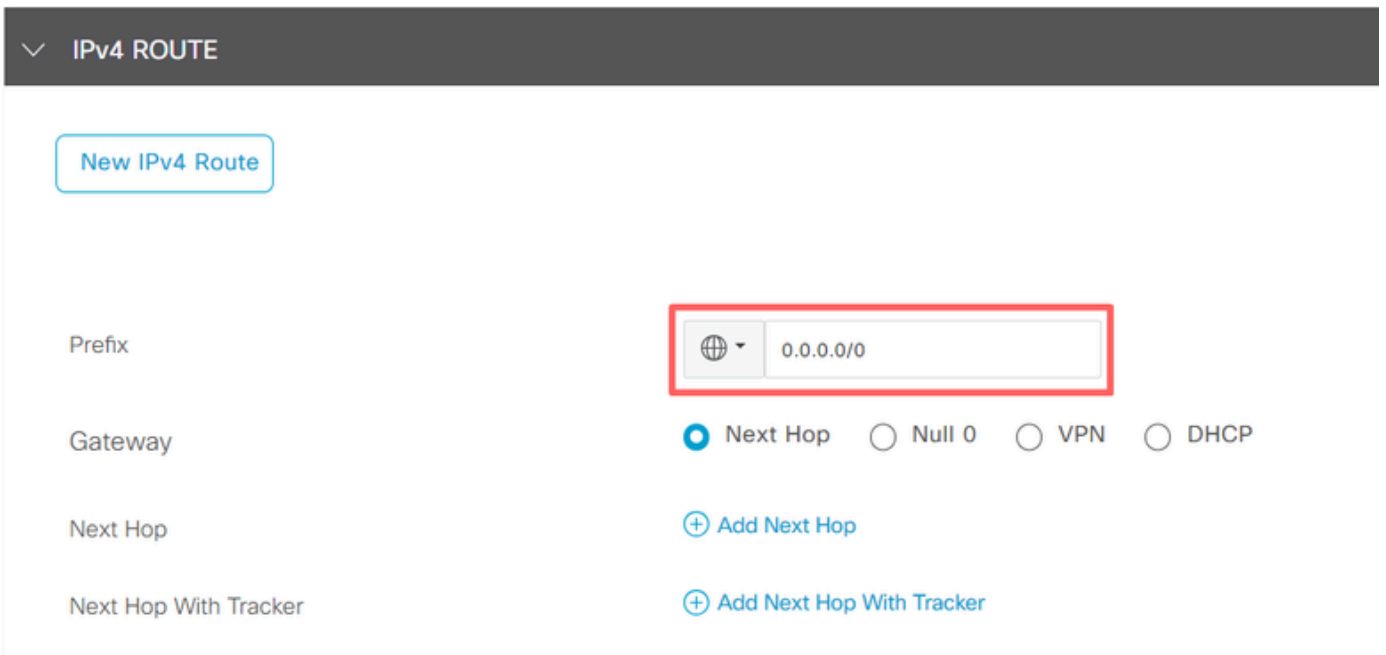 IPv4 ROUTE
New IPv4 Route
Prefix 0.0.0.0/0
Gateway Next Hop Null 0 VPN DHCP
Next Hop Add Next Hop
Next Hop With Tracker Add Next Hop With Tracker